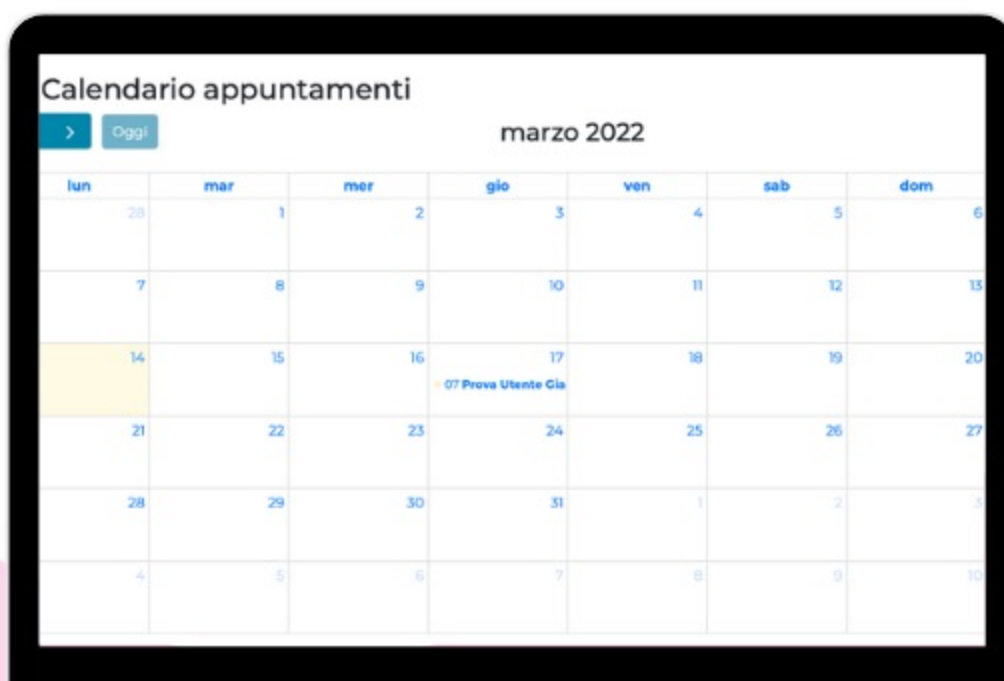 Calendario appuntamenti
> Oggi
marzo 2022
lun mar mer gio ven sab dom
28 1 2 3 4 5 6
7 8 9 10 11 12 13
14 15 16 17 18 19 20
07 Prova Utente Gia
21 22 23 24 25 26 27
28 29 30 31 1 2 3
4 5 6 7 8 9 10